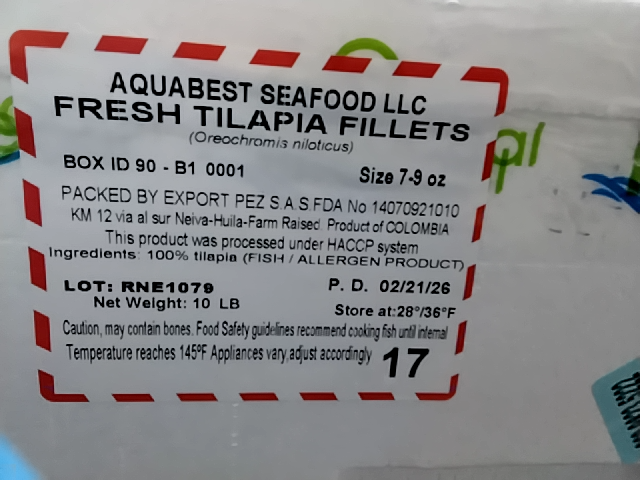 AQUABEST SEAFOOD LLC
FRESH TILAPIA FILLETS
(Oreochromis niloticus)
BOX ID 90 - B1 0001
Size 7-9 oz
PACKED BY EXPORT PEZ S.A.S.FDA No 14070921010
KM 12 via al sur Neiva-Huila-Farm Raised. Product of COLOMBIA
This product was processed under HACCP system
Ingredients: 100% tilapia (FISH / ALLERGEN PRODUCT)
LOT: RNE1079
P. D. 02/21/26
Net Weight: 10 LB
Store at:28°/36°F
Caution, may contain bones. Food Safety guidelines recommend cooking fish until internal
Temperature reaches 145ºF Appliances vary,adjust accordingly
17